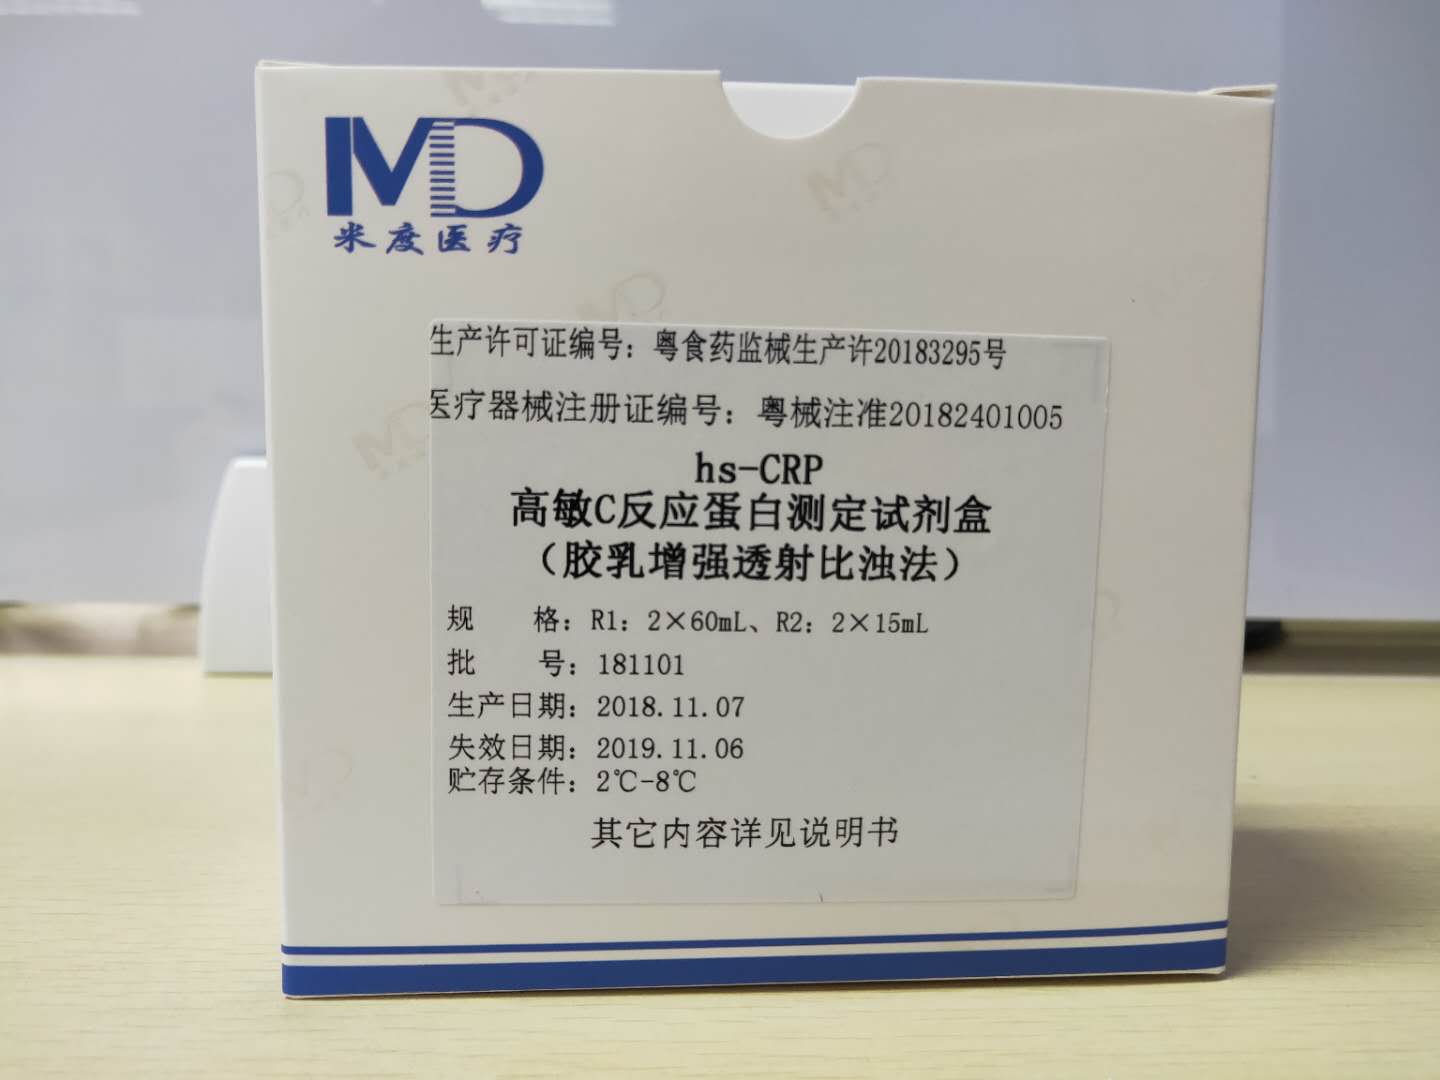 MD
米度医疗
生产许可证编号：粤食药监械生产许20183295号
医疗器械注册证编号：粤械注准20182401005
hs-CRP
高敏C反应蛋白测定试剂盒
（胶乳增强透射比浊法）
规　　格：R1：2×60mL、R2：2×15mL
批　　号：181101
生产日期：2018.11.07
失效日期：2019.11.06
贮存条件：2℃-8℃
其它内容详见说明书